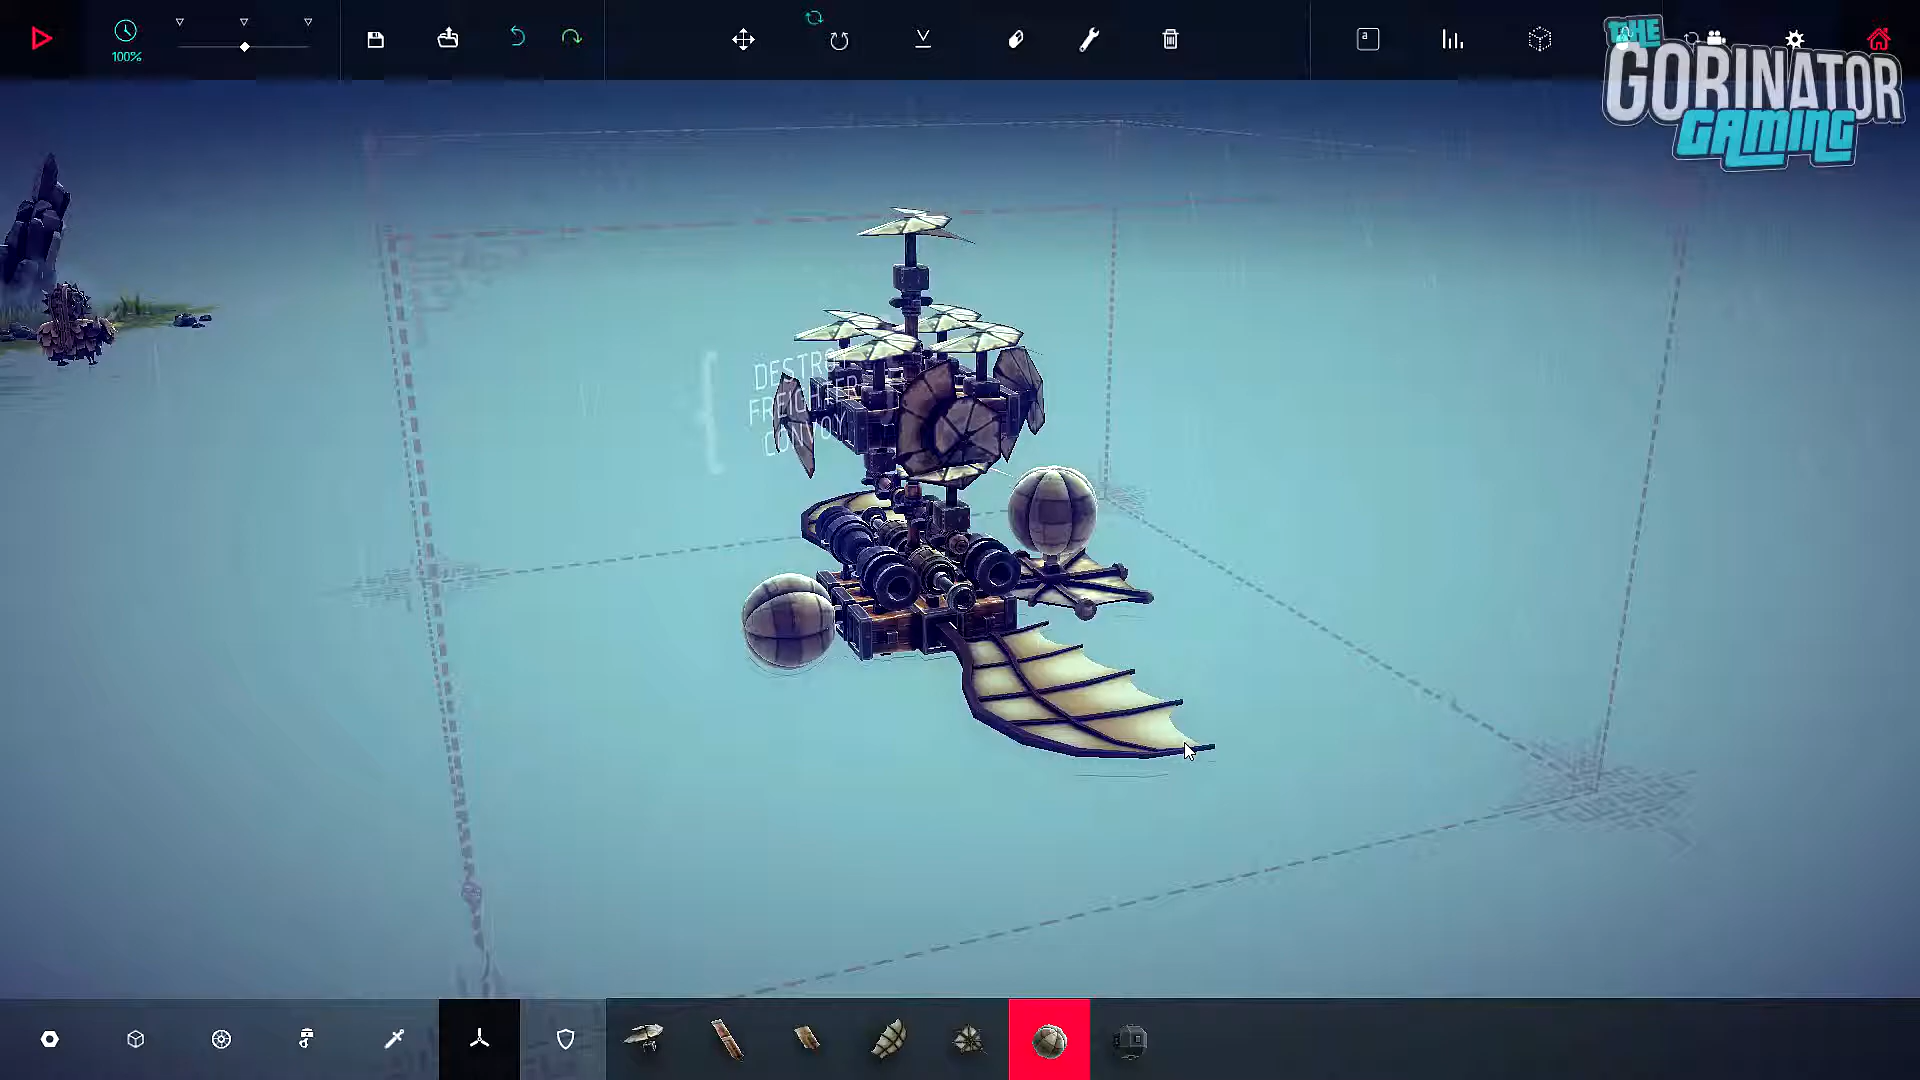 100%
a
THE
GORINATOR
GAMING
DESTROY
FREIGHTER
CONVOY